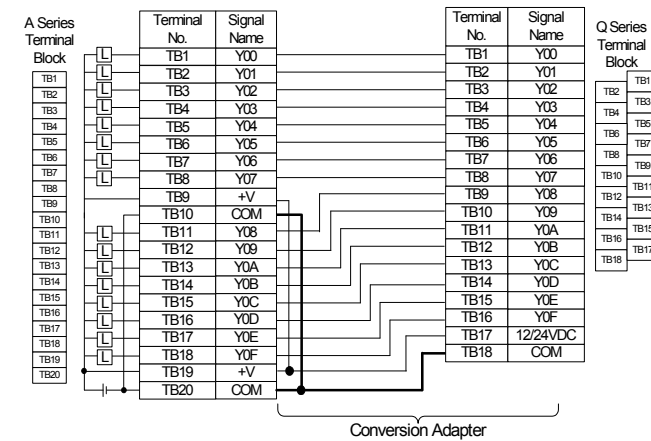 A Series
Terminal
Block
TB1
TB2
TB3
TB4
TB5
TB6
TB7
TB8
TB9
TB10
TB11
TB12
TB13
TB14
TB15
TB16
TB17
TB18
TB19
TB20
Terminal No. Signal Name
L TB1 Y00
L TB2 Y01
L TB3 Y02
L TB4 Y03
L TB5 Y04
L TB6 Y05
L TB7 Y06
L TB8 Y07
TB9 +V
TB10 COM
L TB11 Y08
L TB12 Y09
L TB13 Y0A
L TB14 Y0B
L TB15 Y0C
L TB16 Y0D
L TB17 Y0E
L TB18 Y0F
TB19 +V
TB20 COM
Terminal No. Signal Name
TB1 Y00
TB2 Y01
TB3 Y02
TB4 Y03
TB5 Y04
TB6 Y05
TB7 Y06
TB8 Y07
TB9 Y08
TB10 Y09
TB11 Y0A
TB12 Y0B
TB13 Y0C
TB14 Y0D
TB15 Y0E
TB16 Y0F
TB17 12/24VDC
TB18 COM
Q Series
Terminal
Block
TB1
TB2
TB3
TB4
TB5
TB6
TB7
TB8
TB9
TB10
TB11
TB12
TB13
TB14
TB15
TB16
TB17
TB18
Conversion Adapter